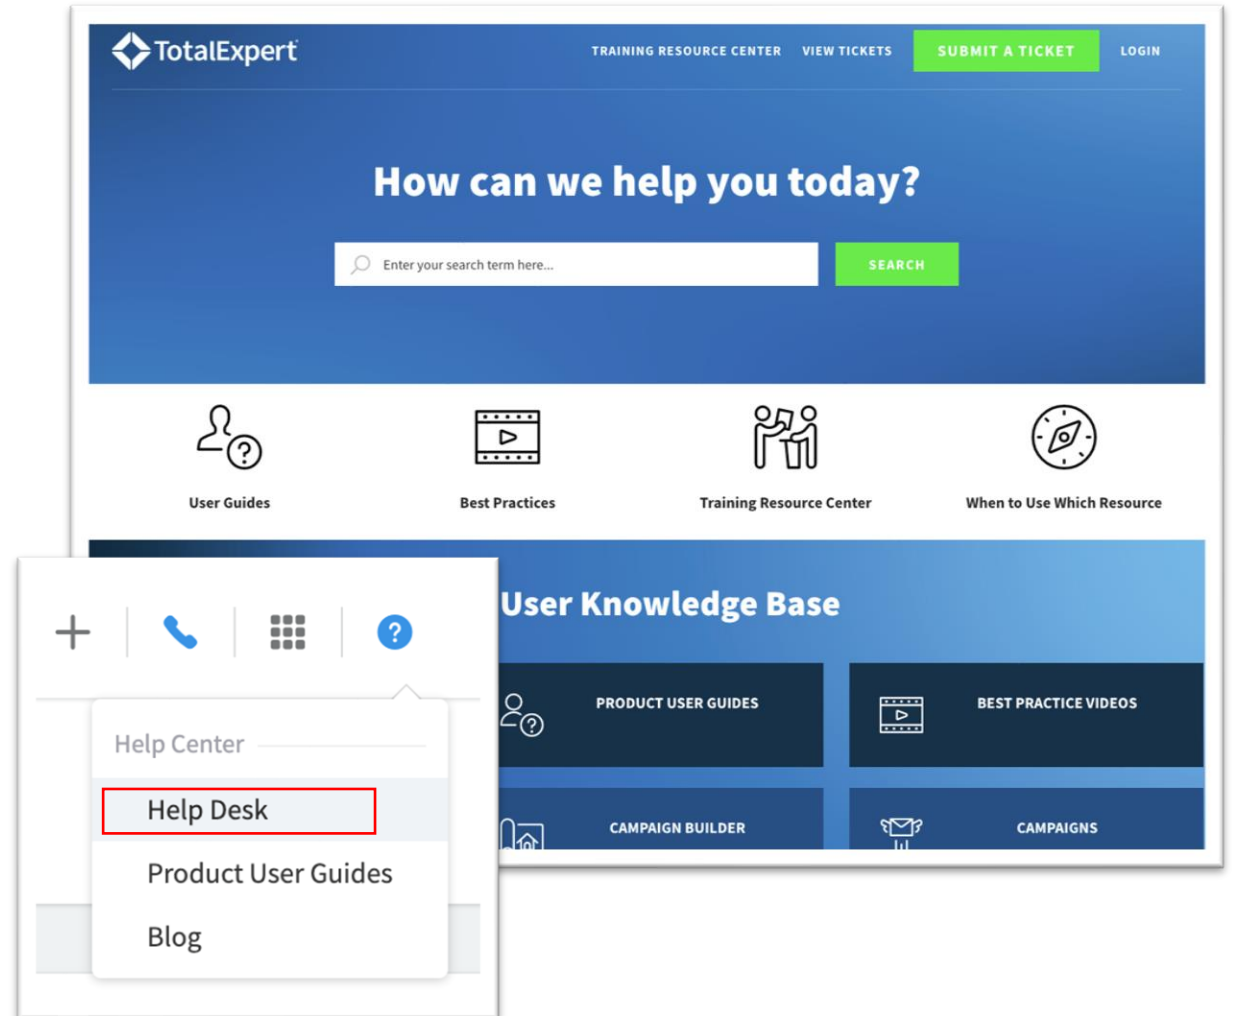 TotalExpert
TRAINING RESOURCE CENTER VIEW TICKETS SUBMIT A TICKET LOGIN
How can we help you today?
Enter your search term here... SEARCH
User Guides Best Practices Training Resource Center When to Use Which Resource
User Knowledge Base
PRODUCT USER GUIDES BEST PRACTICE VIDEOS
CAMPAIGN BUILDER CAMPAIGNS
?
Help Center
Help Desk
Product User Guides
Blog